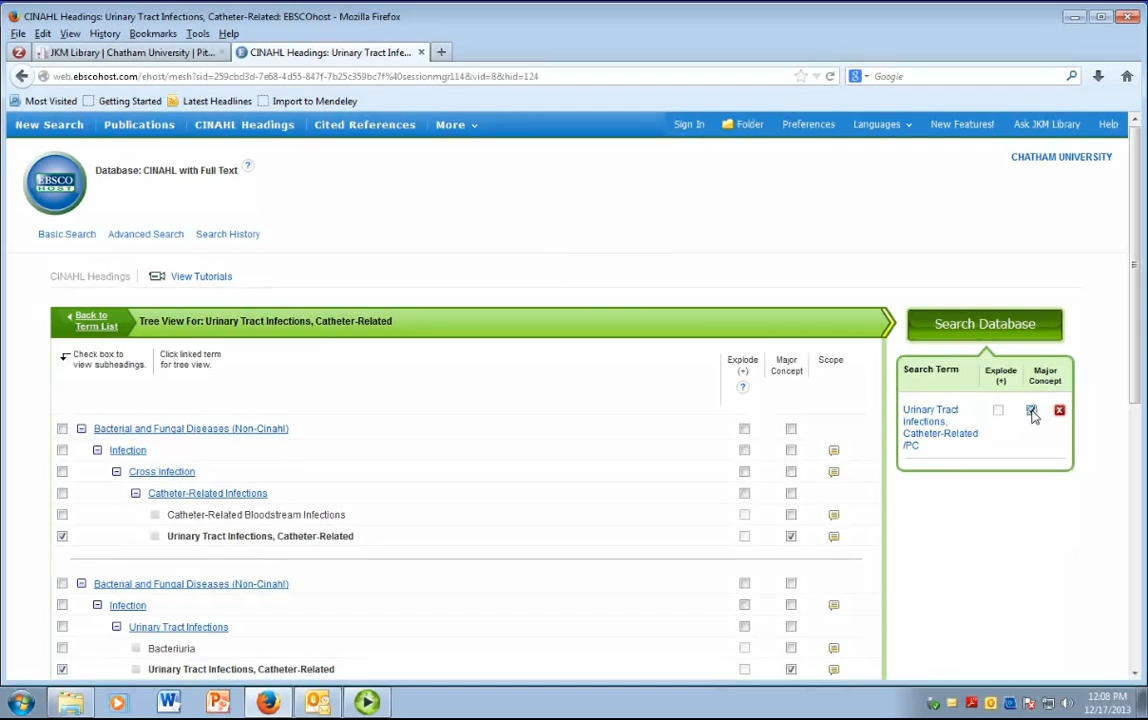 CINAHL Headings: Urinary Tract Infections, Catheter-Related: EBSCOhost - Mozilla Firefox
File Edit View History Bookmarks Tools Help
JKM Library | Chatham University | Pit...
CINAHL Headings: Urinary Tract Infe...
web.ebscohost.com/ehost/mesh?sid=259cbd3d-7e68-4d55-847f-7b25c359bc7f%40sessionmgr114&vid=8&hid=124
Google
Most Visited Getting Started Latest Headlines Import to Mendeley
New Search Publications CINAHL Headings Cited References More Sign In Folder Preferences Languages New Features! Ask JKM Library Help
EBSCO HOST
Database: CINAHL with Full Text
CHATHAM UNIVERSITY
Basic Search Advanced Search Search History
CINAHL Headings View Tutorials
Back to
Term List
Tree View For: Urinary Tract Infections, Catheter-Related
Check box to
view subheadings.
Click linked term
for tree view.
Explode
(+)
Major
Concept
Scope
Bacterial and Fungal Diseases (Non-Cinahl)
Infection
Cross Infection
Catheter-Related Infections
Catheter-Related Bloodstream Infections
Urinary Tract Infections, Catheter-Related
Bacterial and Fungal Diseases (Non-Cinahl)
Infection
Urinary Tract Infections
Bacteriuria
Urinary Tract Infections, Catheter-Related
Search Database
Search Term
Explode
(+)
Major
Concept
Urinary Tract
Infections,
Catheter-Related
/PC
12:08 PM
12/17/2013